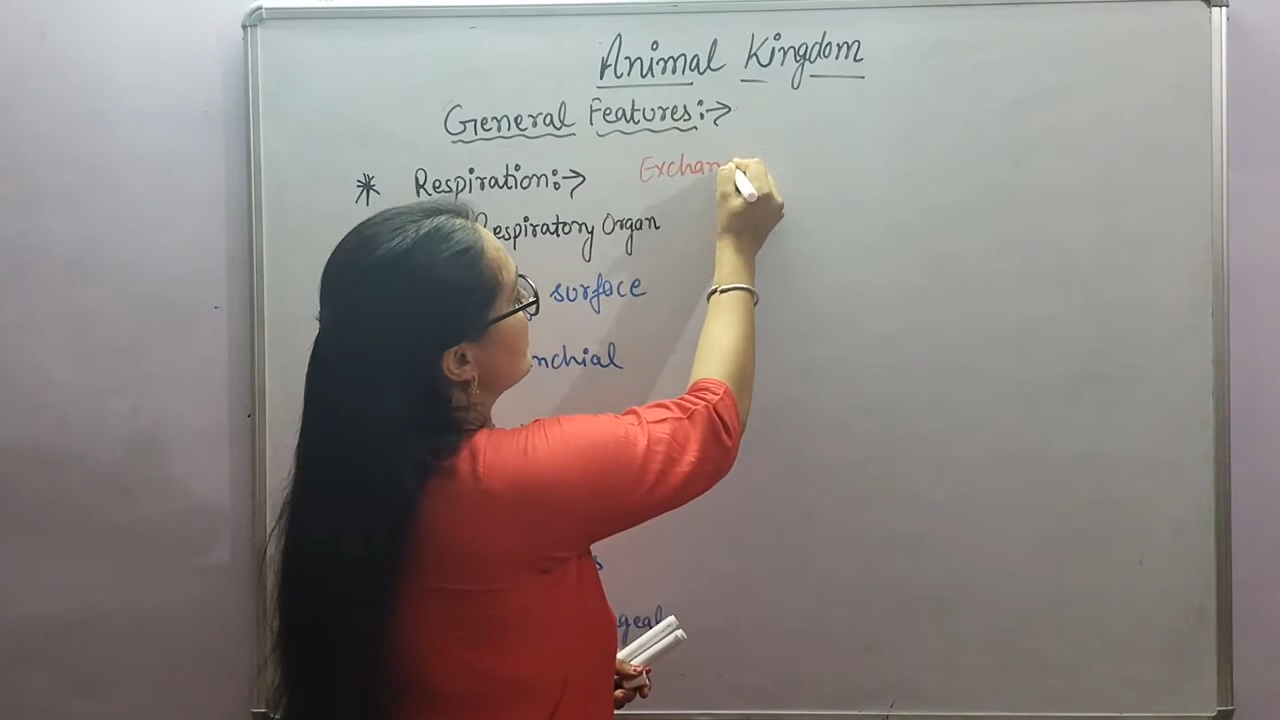 Animal Kingdom
General Features:→
* Respiration:→ Exchan
Respiratory Organ
surface
nchial
s
geal